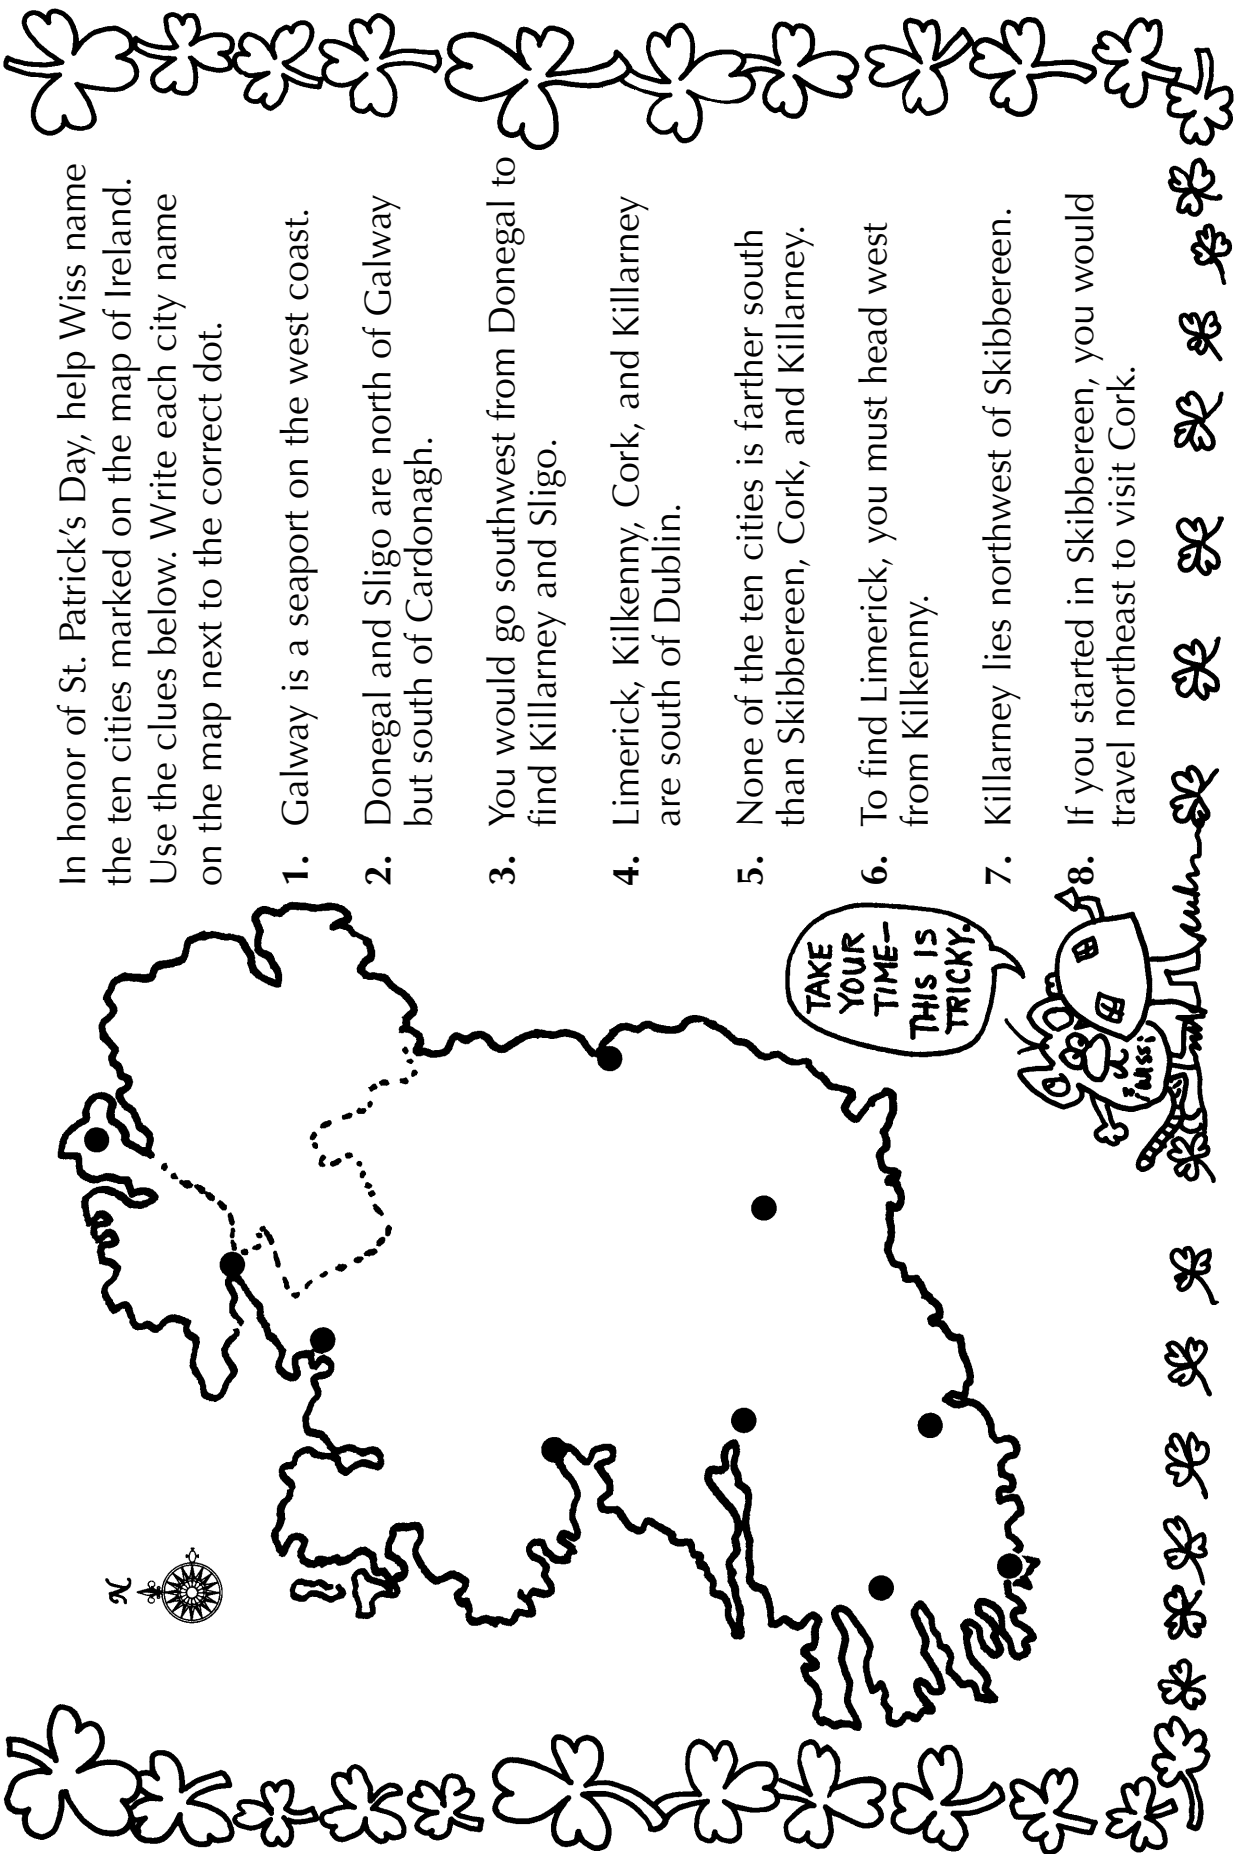 In honor of St. Patrick's Day, help Wiss name
the ten cities marked on the map of Ireland.
Use the clues below. Write each city name
on the map next to the correct dot.
1. Galway is a seaport on the west coast.
2. Donegal and Sligo are north of Galway
but south of Cardonagh.
3. You would go southwest from Donegal to
find Killarney and Sligo.
4. Limerick, Kilkenny, Cork, and Killarney
are south of Dublin.
5. None of the ten cities is farther south
than Skibbereen, Cork, and Killarney.
6. To find Limerick, you must head west
from Kilkenny.
7. Killarney lies northwest of Skibbereen.
8. If you started in Skibbereen, you would
travel northeast to visit Cork.
N
TAKE
YOUR
TIME–
THIS IS
TRICKY.